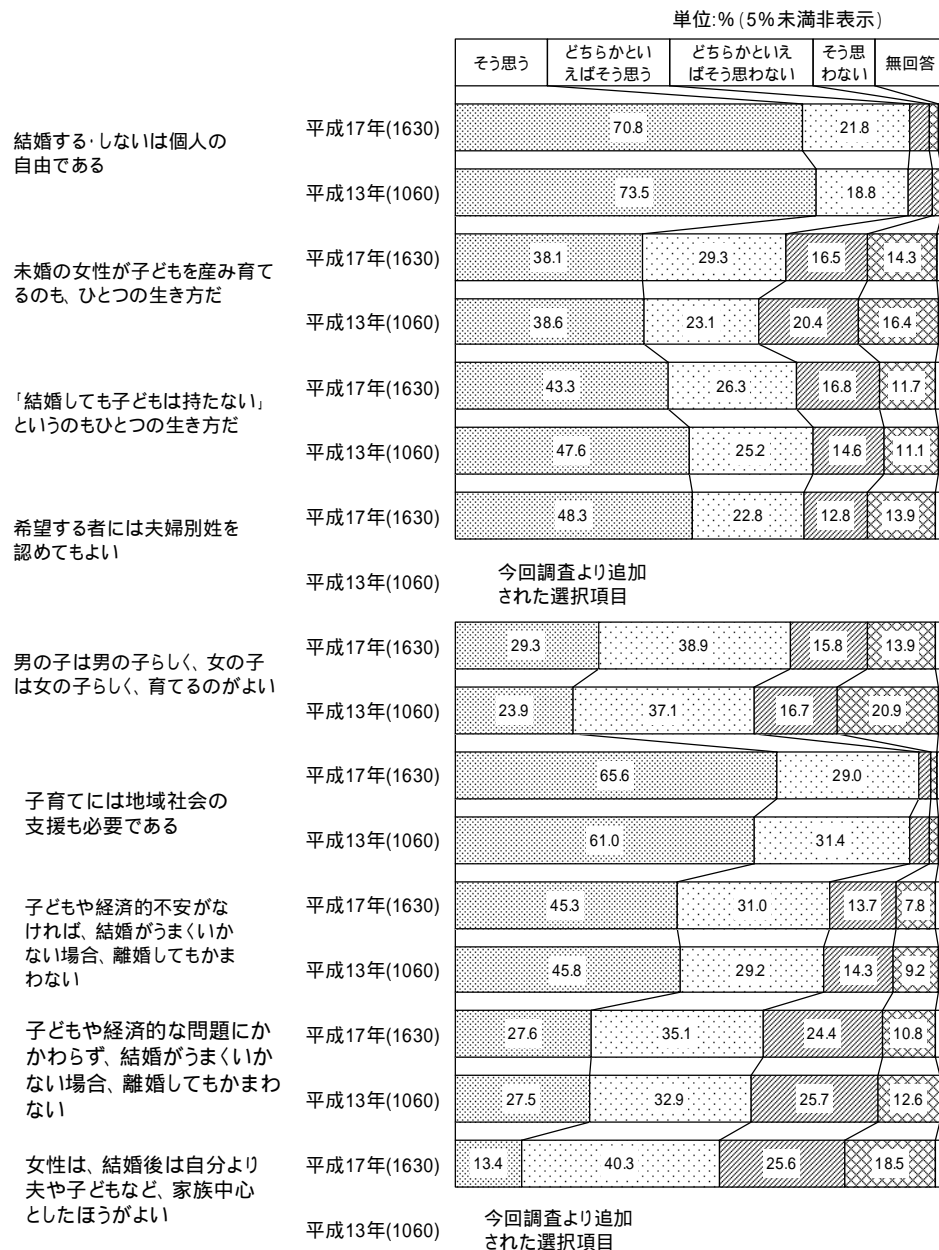 単位:%(5%未満非表示)
そう思う
どちらかとい
えばそう思う
どちらかといえ
ばそう思わない
そう思
わない
無回答
結婚する・しないは個人の
自由である
平成17年(1630)
70.8 21.8
平成13年(1060)
73.5 18.8
未婚の女性が子どもを産み育て
るのも、ひとつの生き方だ
平成17年(1630)
38.1 29.3 16.5 14.3
平成13年(1060)
38.6 23.1 20.4 16.4
「結婚しても子どもは持たない」
というのもひとつの生き方だ
平成17年(1630)
43.3 26.3 16.8 11.7
平成13年(1060)
47.6 25.2 14.6 11.1
希望する者には夫婦別姓を
認めてもよい
平成17年(1630)
48.3 22.8 12.8 13.9
平成13年(1060)
今回調査より追加
された選択項目
男の子は男の子らしく、女の子
は女の子らしく、育てるのがよい
平成17年(1630)
29.3 38.9 15.8 13.9
平成13年(1060)
23.9 37.1 16.7 20.9
子育てには地域社会の
支援も必要である
平成17年(1630)
65.6 29.0
平成13年(1060)
61.0 31.4
子どもや経済的不安がな
ければ、結婚がうまくいか
ない場合、離婚してもかま
わない
平成17年(1630)
45.3 31.0 13.7 7.8
平成13年(1060)
45.8 29.2 14.3 9.2
子どもや経済的な問題にか
かわらず、結婚がうまくいか
ない場合、離婚してもかまわ
ない
平成17年(1630)
27.6 35.1 24.4 10.8
平成13年(1060)
27.5 32.9 25.7 12.6
女性は、結婚後は自分より
夫や子どもなど、家族中心
としたほうがよい
平成17年(1630)
13.4 40.3 25.6 18.5
平成13年(1060)
今回調査より追加
された選択項目